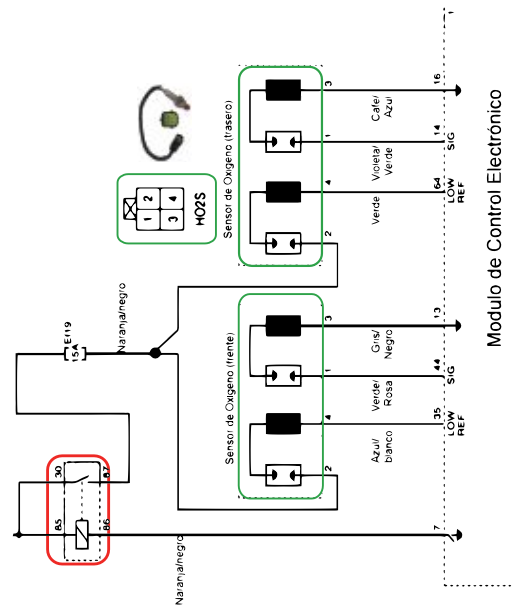 1
2
3
4
HO2S
Sensor de Oxigeno (trasero)
3
1
4
2
Cafe/
Azul
Violeta/
Verde
Verde
16
14
SIG
64
LOW
REF
1
E119
15A
Naranja/negro
Sensor de Oxigeno (frente)
3
1
4
2
Gris/
Negro
Verde/
Rosa
Azul/
blanco
13
44
SIG
35
LOW
REF
30
87
85
86
Naranja/negro
7
Modulo de Control Electrónico